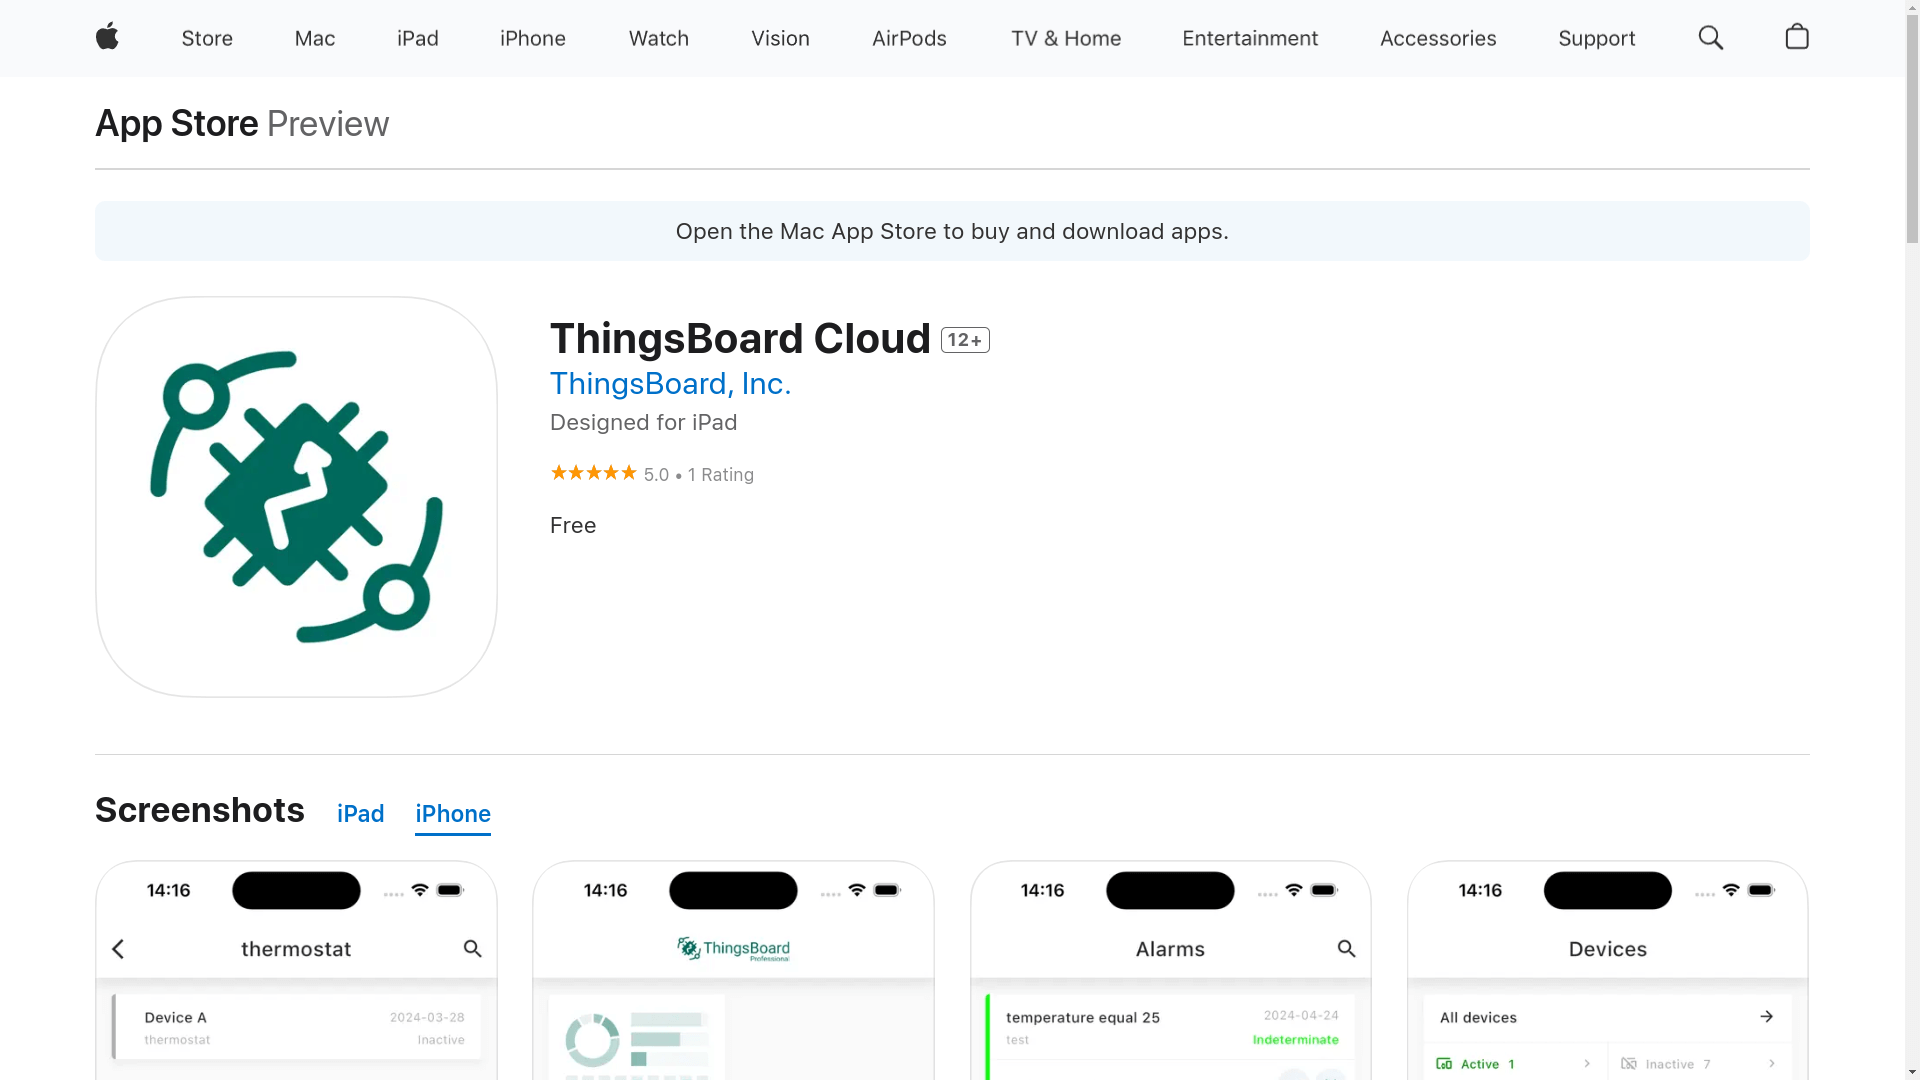 Store Mac iPad iPhone Watch Vision AirPods TV & Home Entertainment Accessories Support
App Store Preview
Open the Mac App Store to buy and download apps.
ThingsBoard Cloud 12+
ThingsBoard, Inc.
Designed for iPad
5.0 • 1 Rating
Free
Screenshots iPad iPhone
14:16
thermostat
Device A 2024-03-28
thermostat Inactive
14:16
ThingsBoard
Professional
14:16
Alarms
temperature equal 25 2024-04-24
test Indeterminate
14:16
Devices
All devices
Active 1 Inactive 7